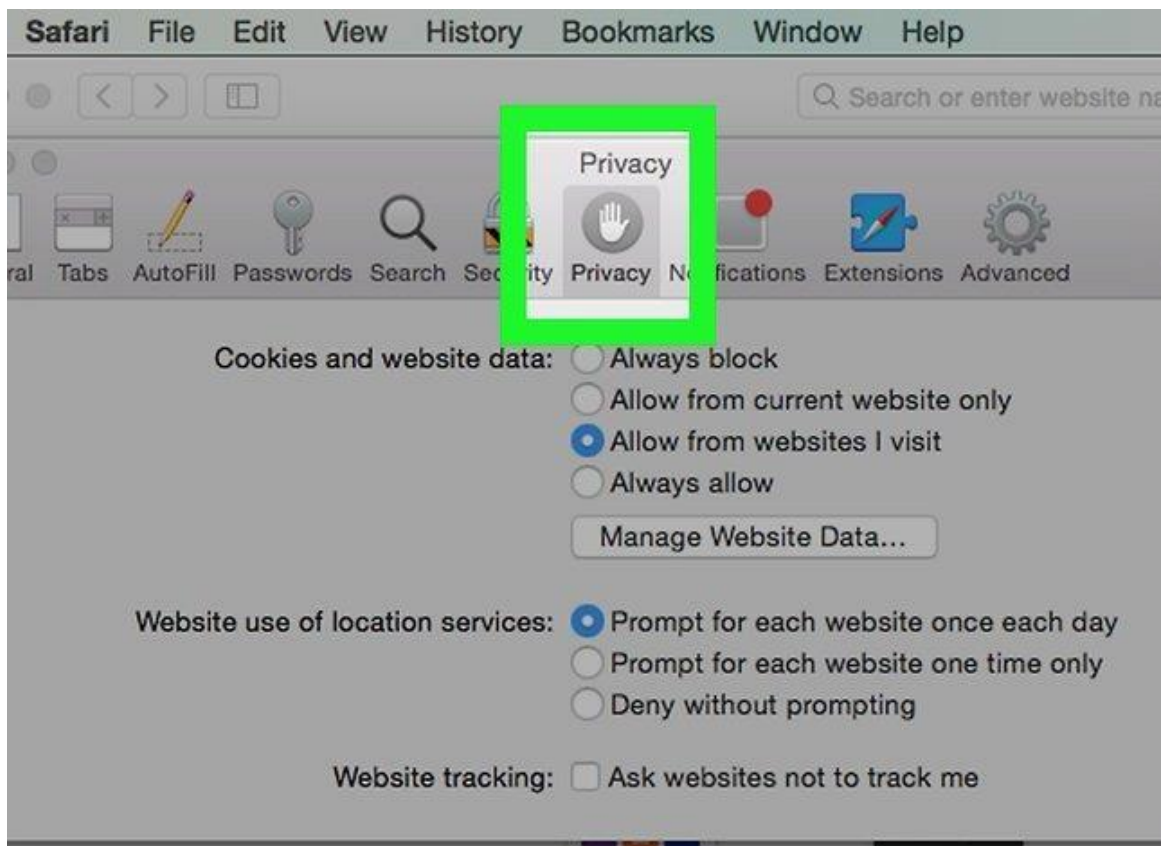 Safari File Edit View History Bookmarks Window Help
Search or enter website na
Privacy
ral Tabs AutoFill Passwords Search Security Privacy Notifications Extensions Advanced
Cookies and website data: Always block
Allow from current website only
Allow from websites I visit
Always allow
Manage Website Data...
Website use of location services: Prompt for each website once each day
Prompt for each website one time only
Deny without prompting
Website tracking: Ask websites not to track me